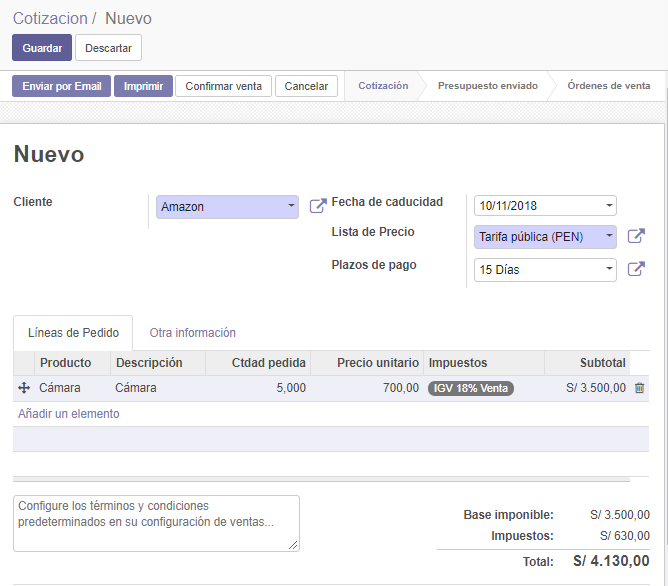 Cotizacion / Nuevo
Guardar Descartar
Enviar por Email Imprimir Confirmar venta Cancelar Cotización Presupuesto enviado Órdenes de venta
Nuevo
Cliente Amazon Fecha de caducidad 10/11/2018
Lista de Precio Tarifa pública (PEN)
Plazos de pago 15 Días
Líneas de Pedido Otra información
Producto Descripción Ctdad pedida Precio unitario Impuestos Subtotal
Cámara Cámara 5,000 700,00 IGV 18% Venta S/ 3.500,00
Añadir un elemento
Configure los términos y condiciones
predeterminados en su configuración de ventas...
Base imponible: S/ 3.500,00
Impuestos: S/ 630,00
Total: S/ 4.130,00